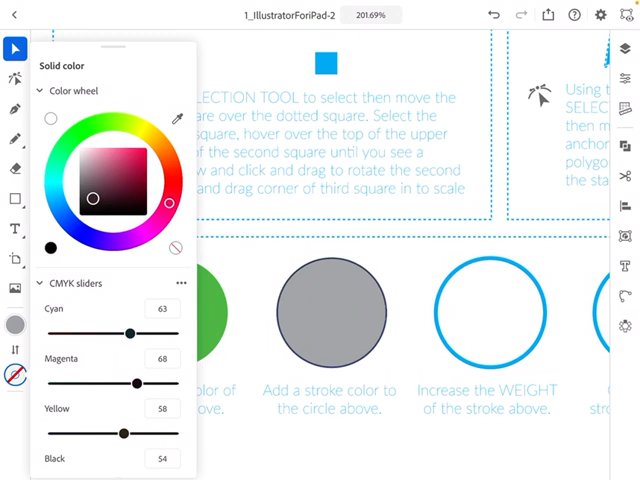 1_IllustratorForiPad-2
201.69%
Solid color
Color wheel
LECTION TOOL to select then move the
are over the dotted square. Select the
square, hover over the top of the upper
of the second square until you see a
w and click and drag to rotate the second
and drag corner of third square in to scale
Using t
SELEC
then m
anchor
polygo
the sta
CMYK sliders
Cyan 63
Magenta 68
Yellow 58
Black 54
olor of
ove.
Add a stroke color to
the circle above.
Increase the WEIGHT
of the stroke above.
stro